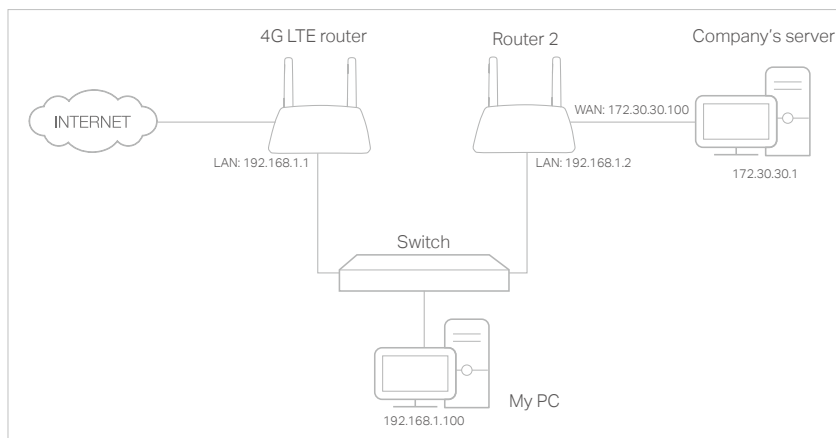 4G LTE router
Router 2
Company's server
INTERNET
WAN: 172.30.30.100
LAN: 192.168.1.1
LAN: 192.168.1.2
172.30.30.1
Switch
My PC
192.168.1.100